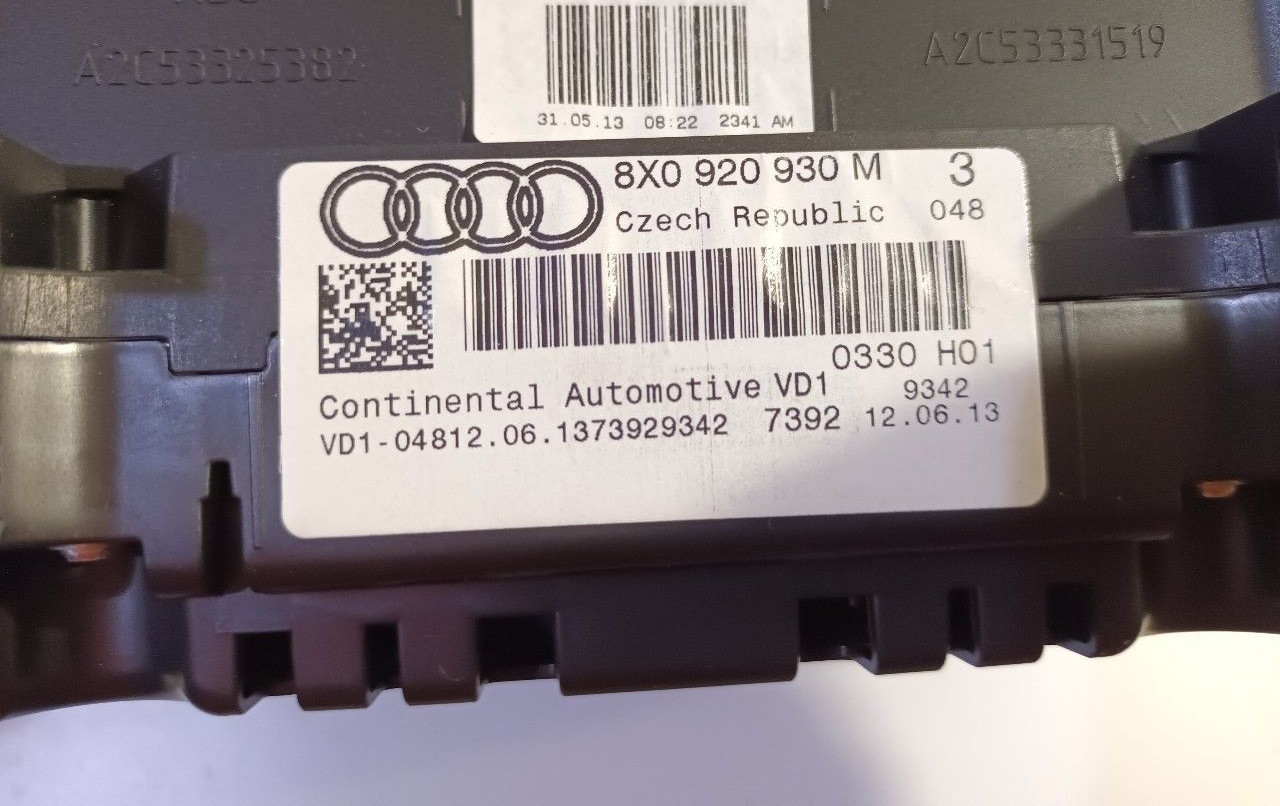 A2C53325382
A2C53331519
31.05.13 08:22 2341 AM
8X0 920 930 M 3
Czech Republic 048
0330 H01
Continental Automotive VD1 9342
VD1-04812.06.1373929342 7392 12.06.13